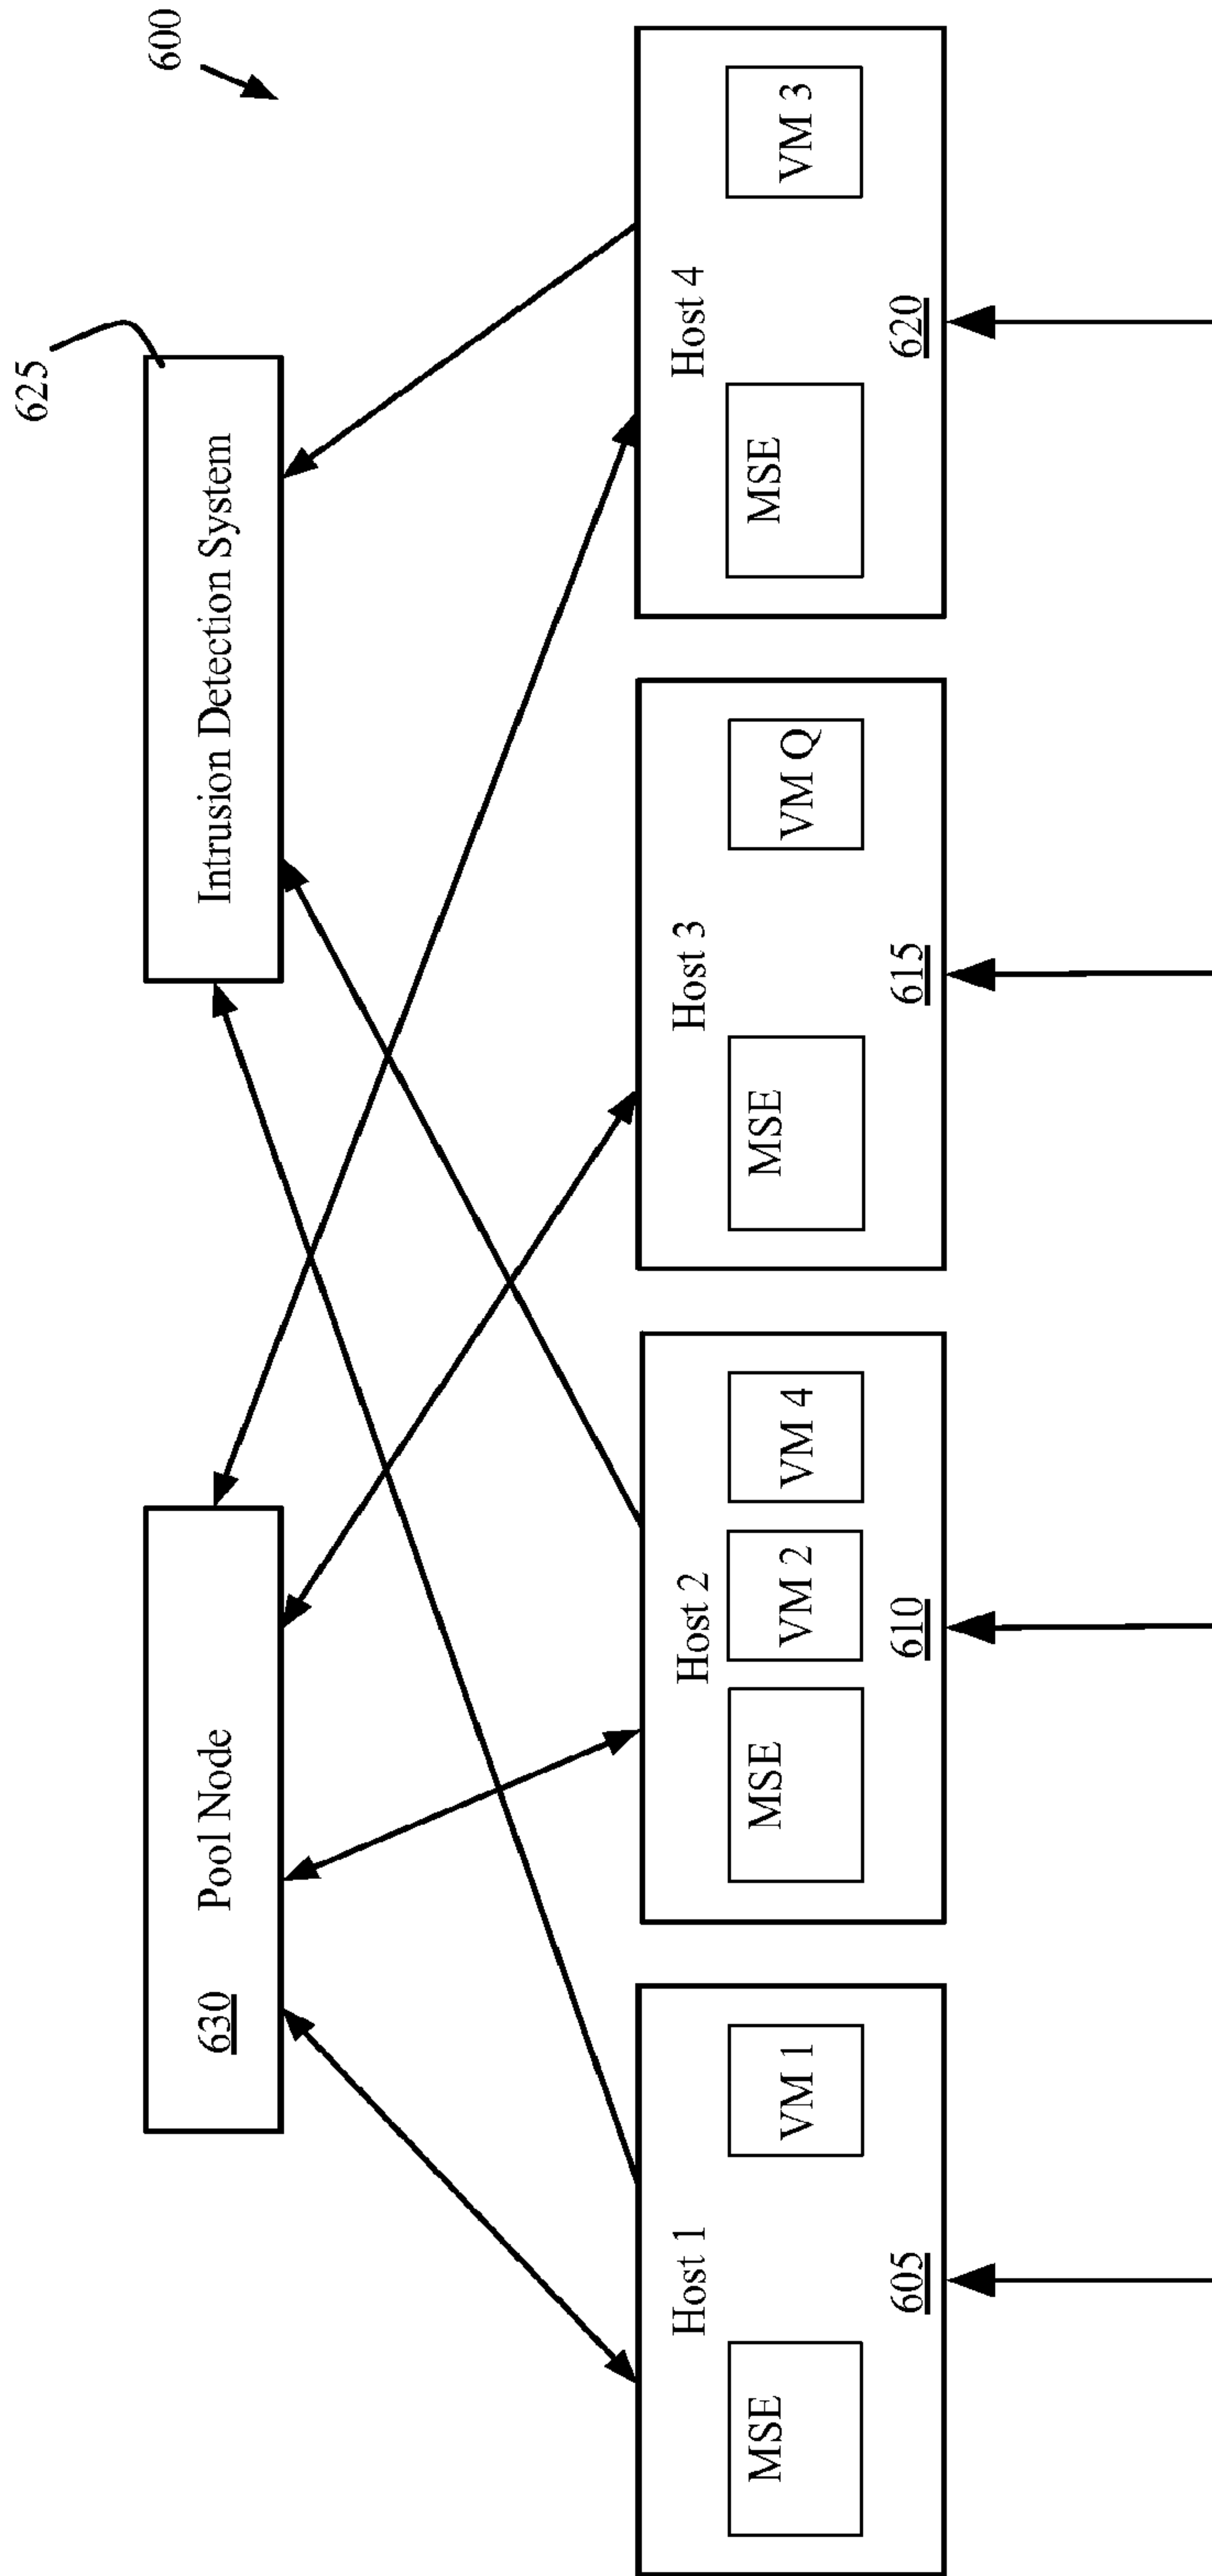 600
625
630
Pool Node
Intrusion Detection System
Host 1
MSE
VM 1
605
Host 2
MSE
VM 2
VM 4
610
Host 3
MSE
VM Q
615
Host 4
MSE
VM 3
620